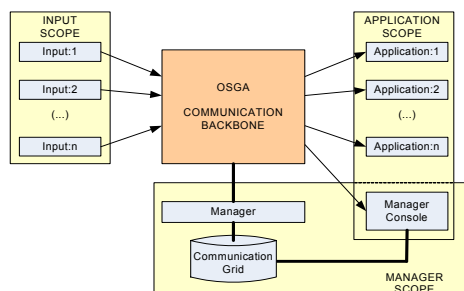 INPUT
SCOPE
Input:1
Input:2
(...)
Input:n
OSGA
COMMUNICATION
BACKBONE
APPLICATION
SCOPE
Application:1
Application:2
(...)
Application:n
Manager
Console
Manager
Communication
Grid
MANAGER
SCOPE